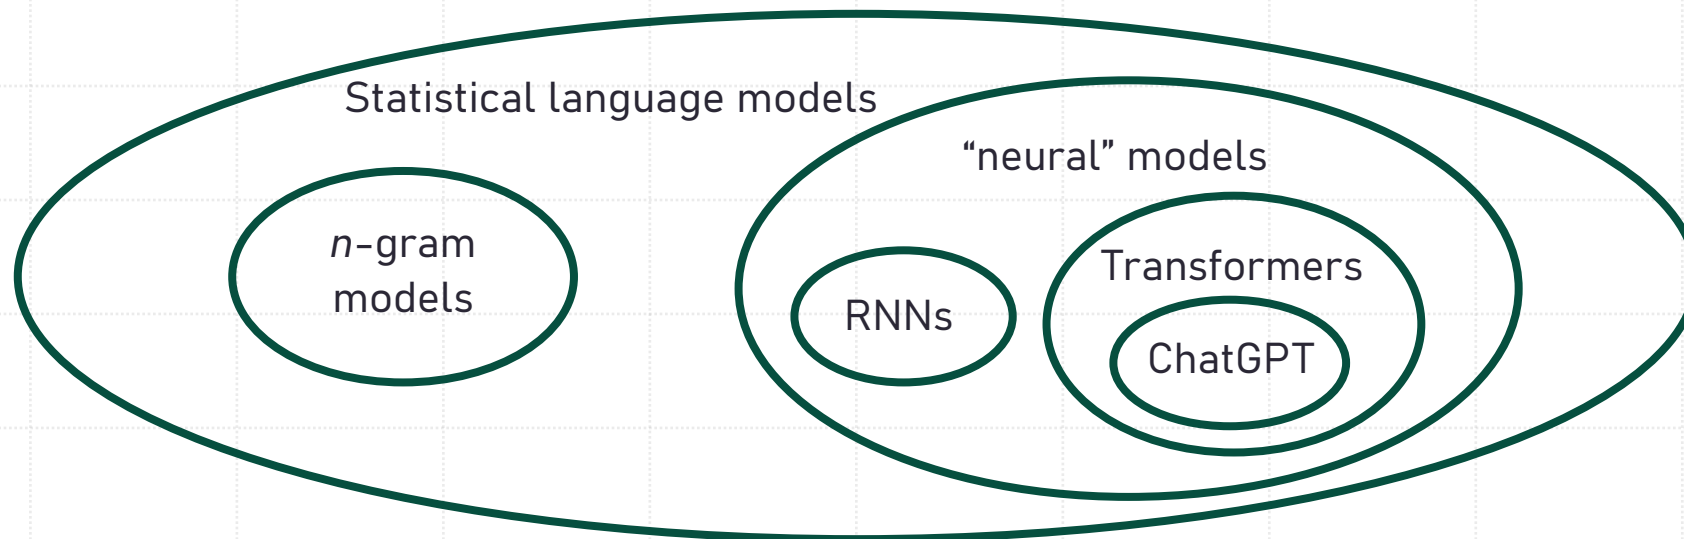 Statistical language models
“neural” models
n-gram
models
RNNs
Transformers
ChatGPT